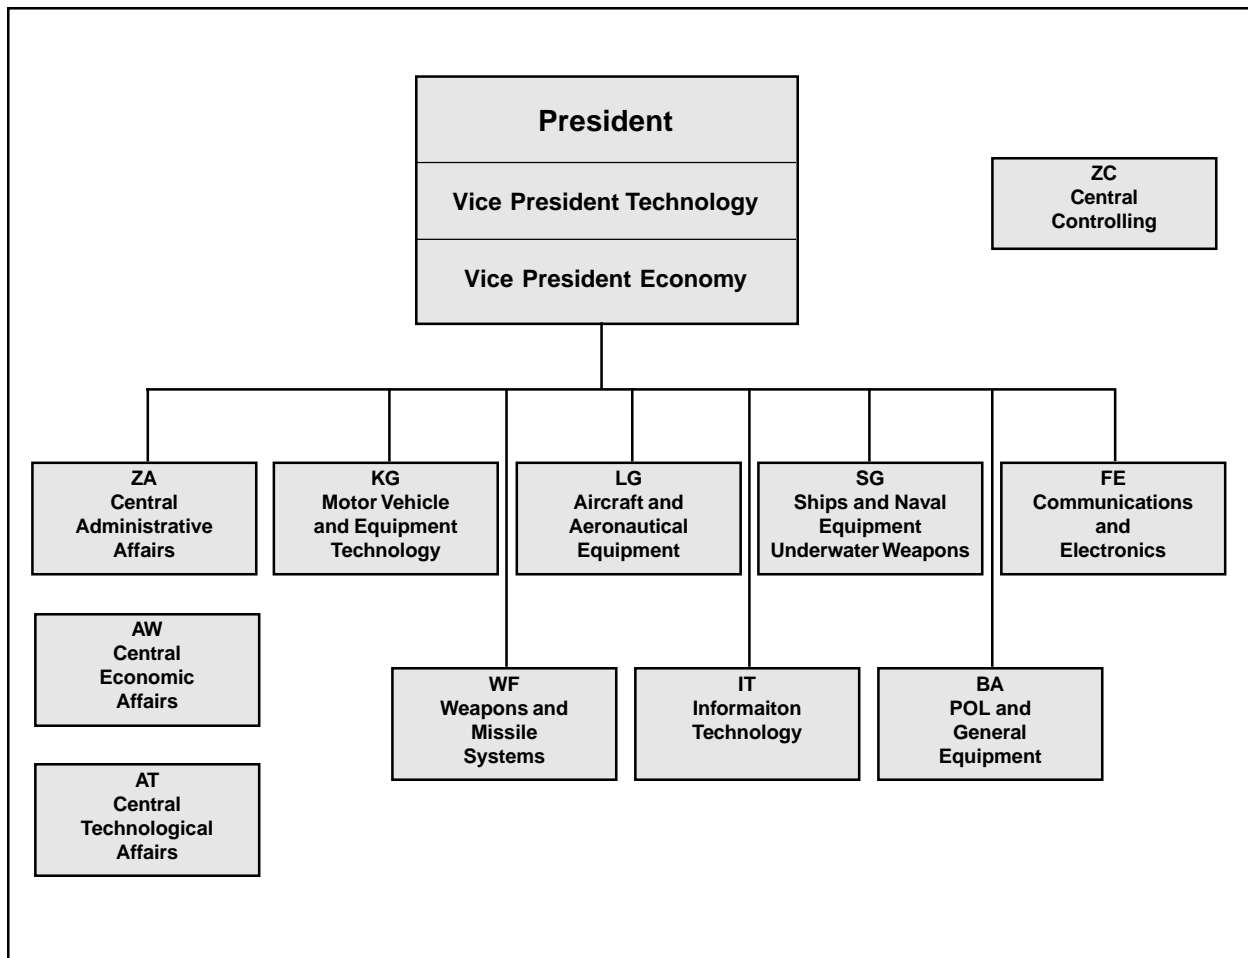 President
Vice President Technology
Vice President Economy
ZC
Central
Controlling
ZA
Central
Administrative
Affairs
KG
Motor Vehicle
and Equipment
Technology
LG
Aircraft and
Aeronautical
Equipment
SG
Ships and Naval
Equipment
Underwater Weapons
FE
Communications
and
Electronics
AW
Central
Economic
Affairs
WF
Weapons and
Missile
Systems
IT
Informaiton
Technology
BA
POL and
General
Equipment
AT
Central
Technological
Affairs